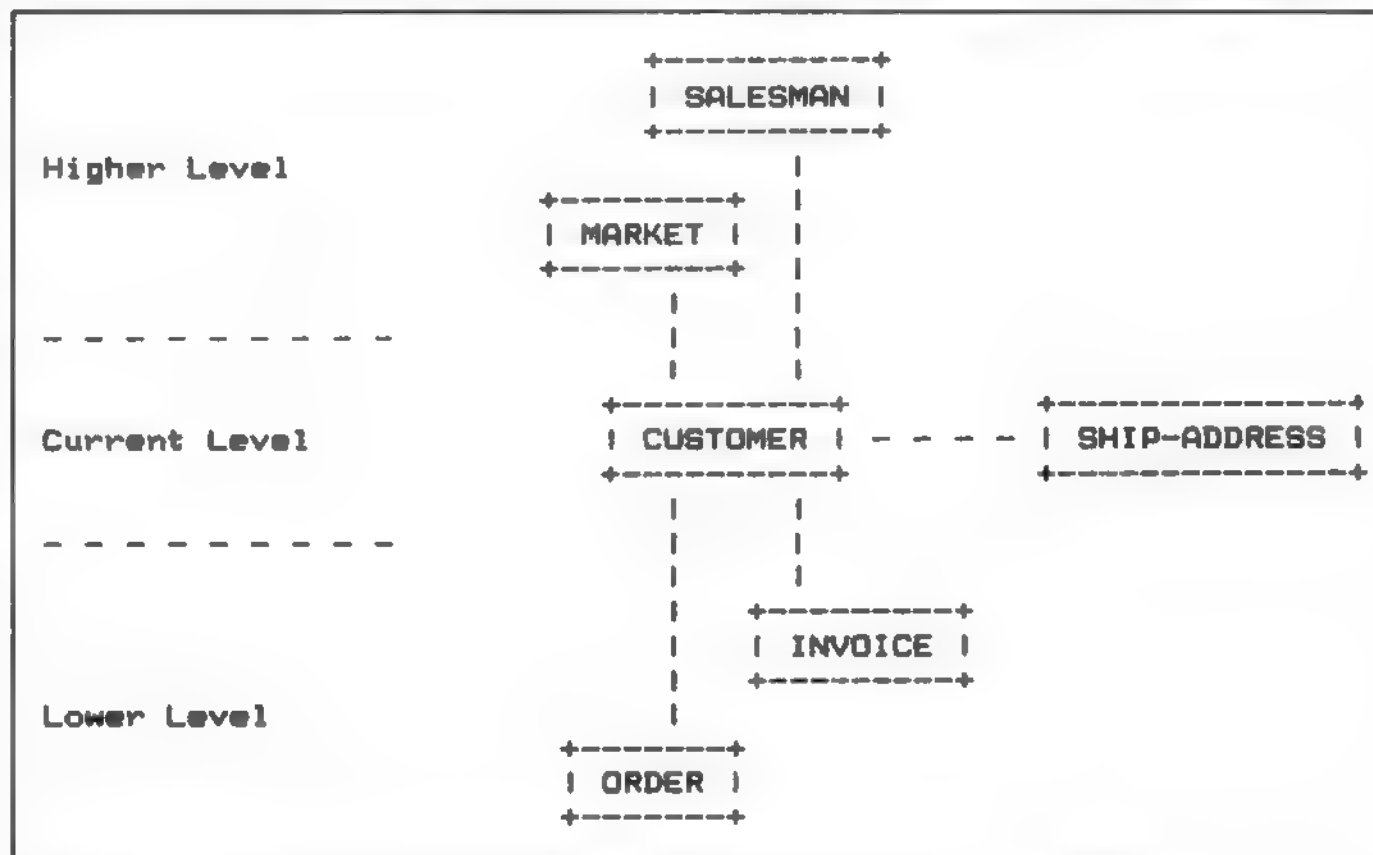 SALESMAN
Higher Level
MARKET
Current Level
CUSTOMER
SHIP-ADDRESS
INVOICE
Lower Level
ORDER